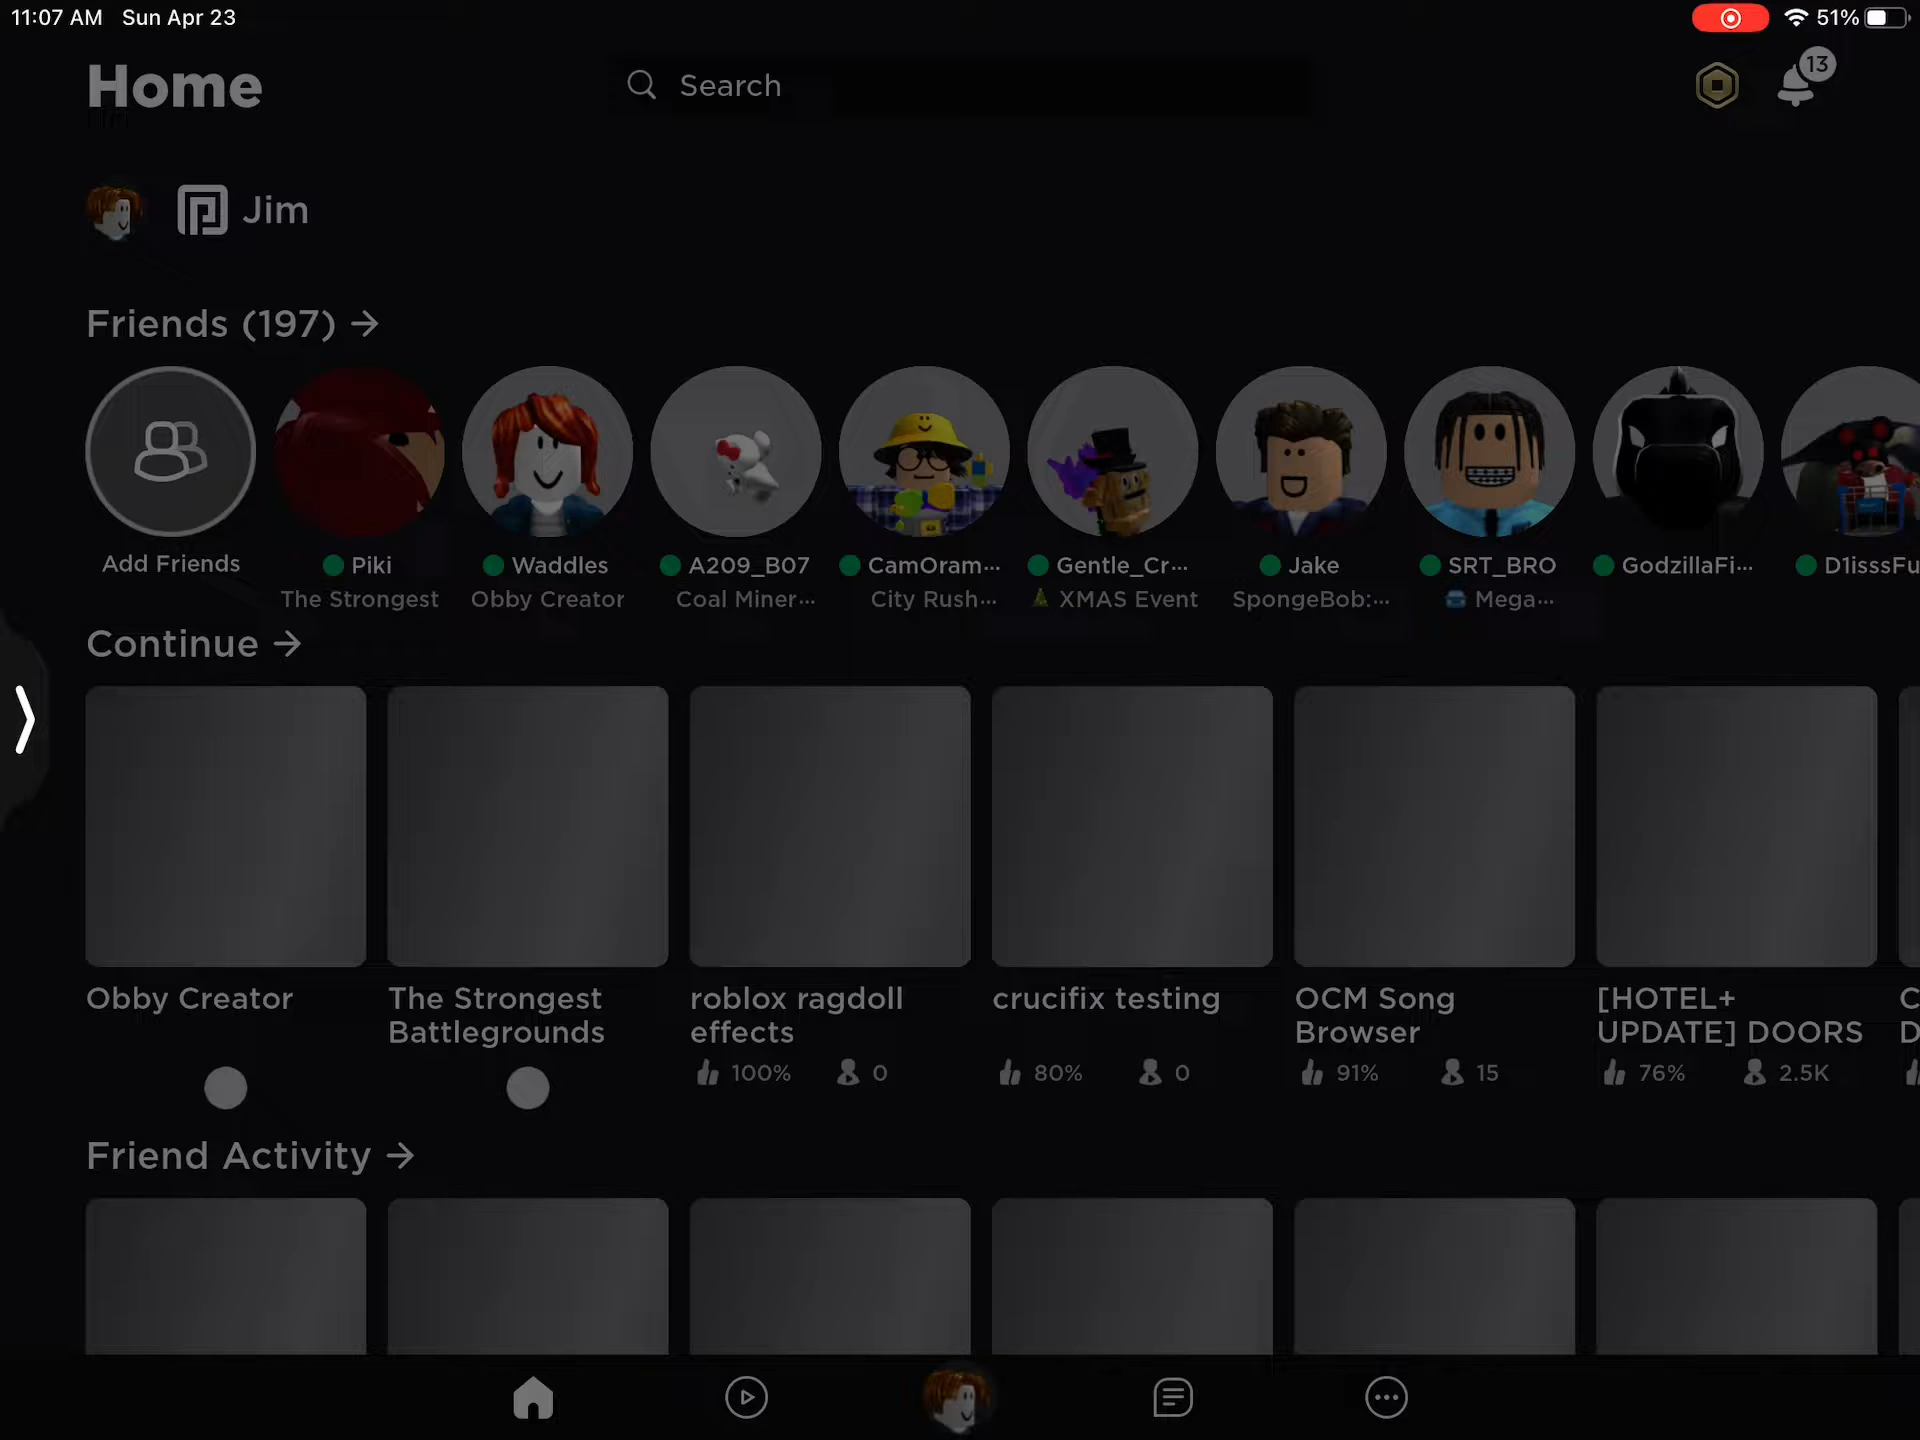 11:07 AM Sun Apr 23
51%
Home
Search
13
Jim
Friends (197)
Add Friends
Piki
Waddles
A209_B07
CamOram...
Gentle_Cr...
Jake
SRT_BRO
GodzillaFi...
D1isssFu
The Strongest
Obby Creator
Coal Miner...
City Rush...
XMAS Event
SpongeBob:...
Mega...
Continue
Obby Creator
The Strongest
Battlegrounds
roblox ragdoll
effects
100% 0
crucifix testing
80% 0
OCM Song
Browser
91% 15
[HOTEL+
UPDATE] DOORS
76% 2.5K
C
D
Friend Activity